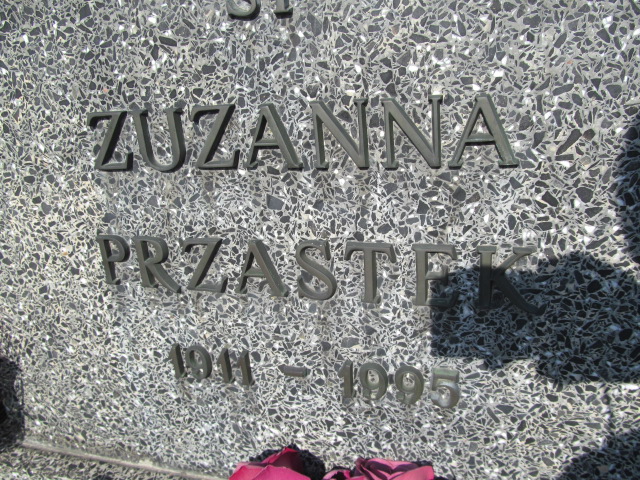 ZUZANNA
PRZASTEK
1911 - 1995